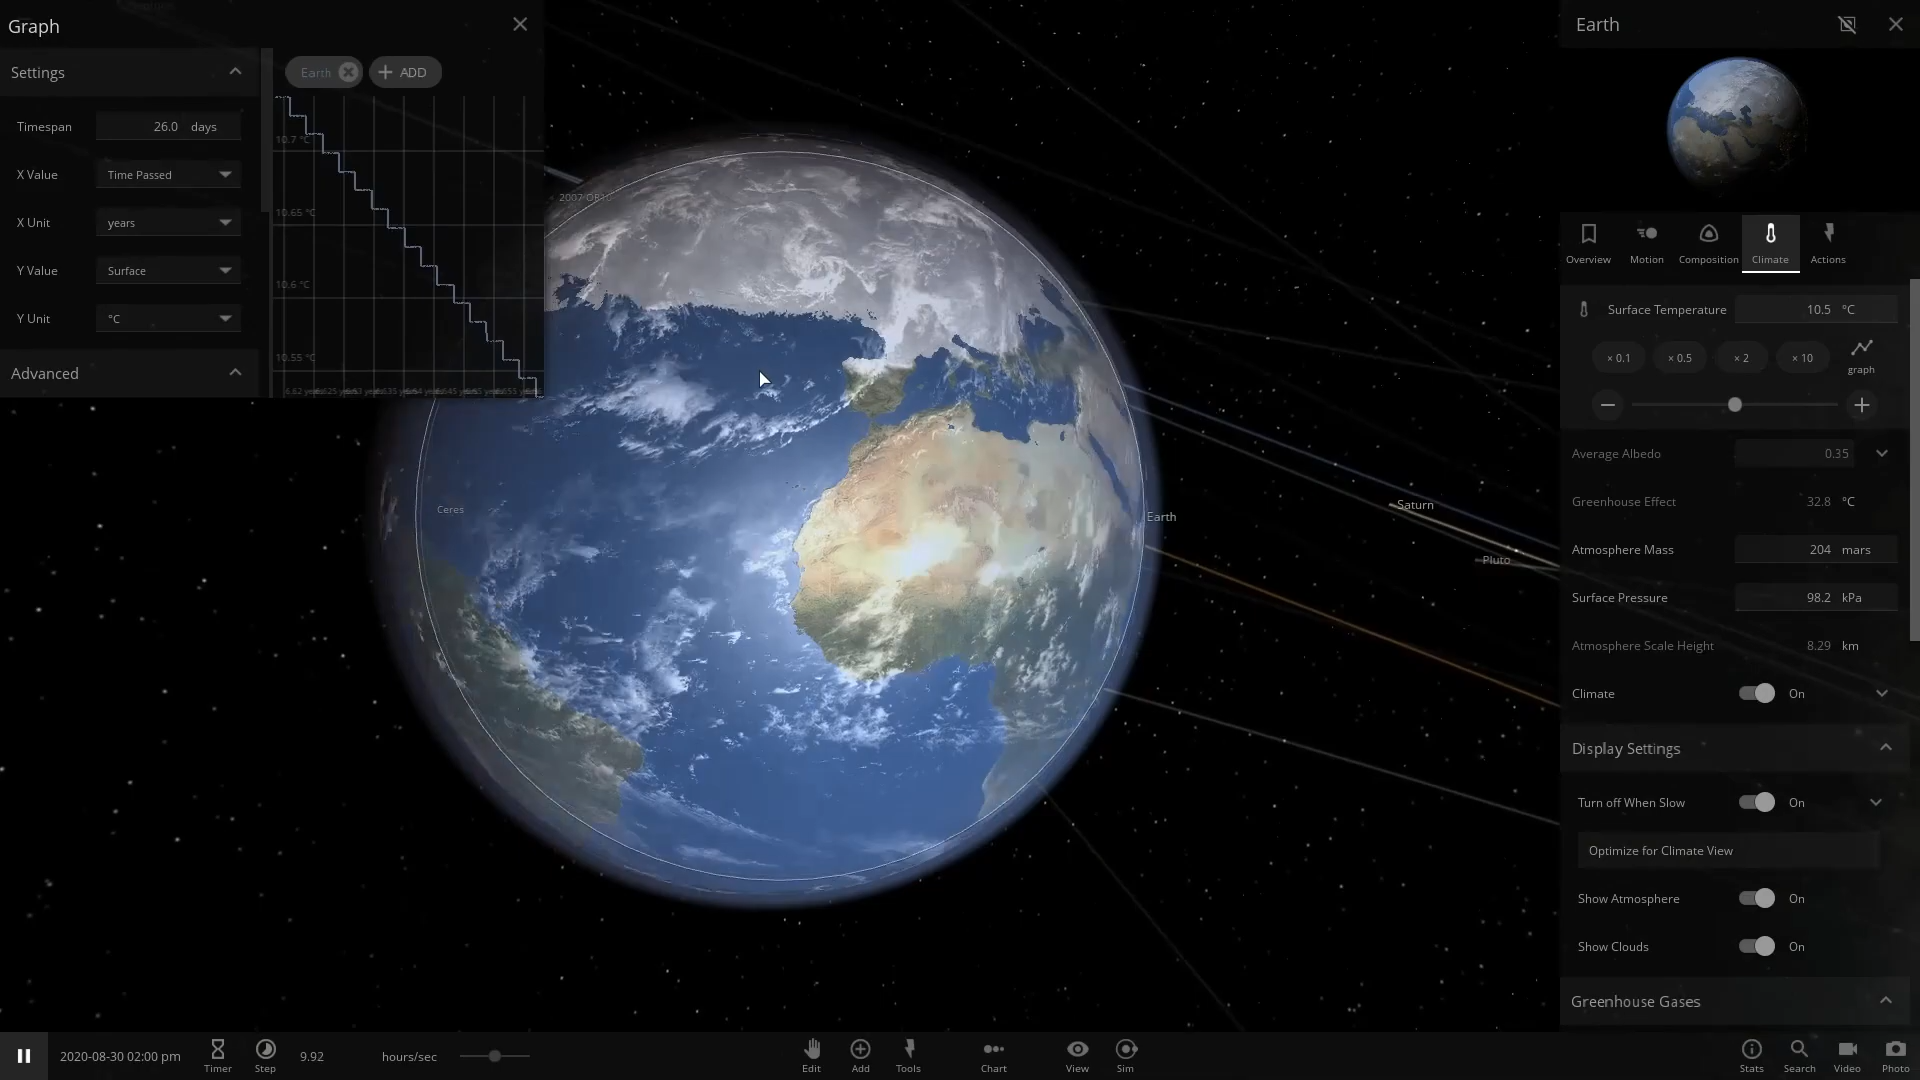 Graph
Settings
Timespan 26.0 days
X Value Time Passed
X Unit years
Y Value Surface
Y Unit °C
Advanced
Earth
ADD
10.7 °C
10.65 °C
10.6 °C
10.55 °C
Ceres
Earth
Saturn
Pluto
Earth
Overview
Motion
Composition
Climate
Actions
Surface Temperature 10.5 °C
× 0.1
× 0.5
× 2
× 10
graph
Average Albedo 0.35
Greenhouse Effect 32.8 °C
Atmosphere Mass 204 mars
Surface Pressure 98.2 kPa
Atmosphere Scale Height 8.29 km
Climate On
Display Settings
Turn off When Slow On
Optimize for Climate View
Show Atmosphere On
Show Clouds On
Greenhouse Gases
2020-08-30 02:00 pm
Timer
Step
9.92 hours/sec
Edit
Add
Tools
Chart
View
Sim
Stats
Search
Video
Photo